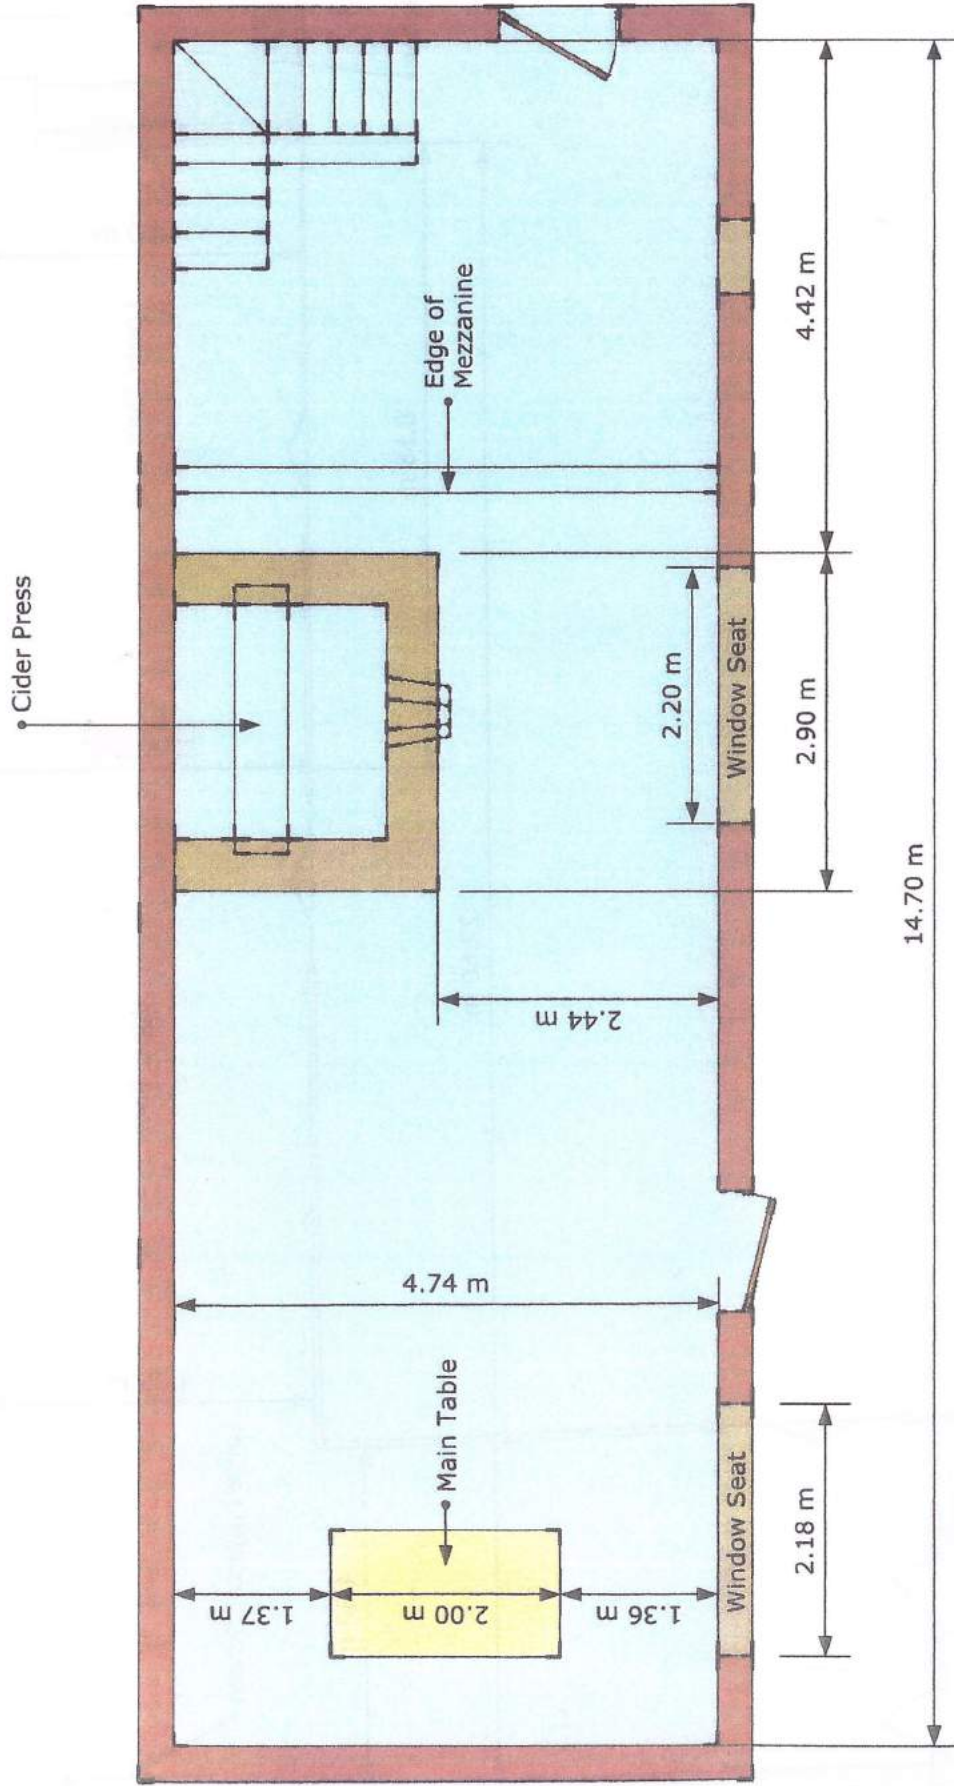 Cider Press
Edge of
Mezzanine
4.42 m
2.20 m
Window Seat
2.90 m
14.70 m
2.44 m
4.74 m
Main Table
1.37 m
2.00 m
1.36 m
Window Seat
2.18 m